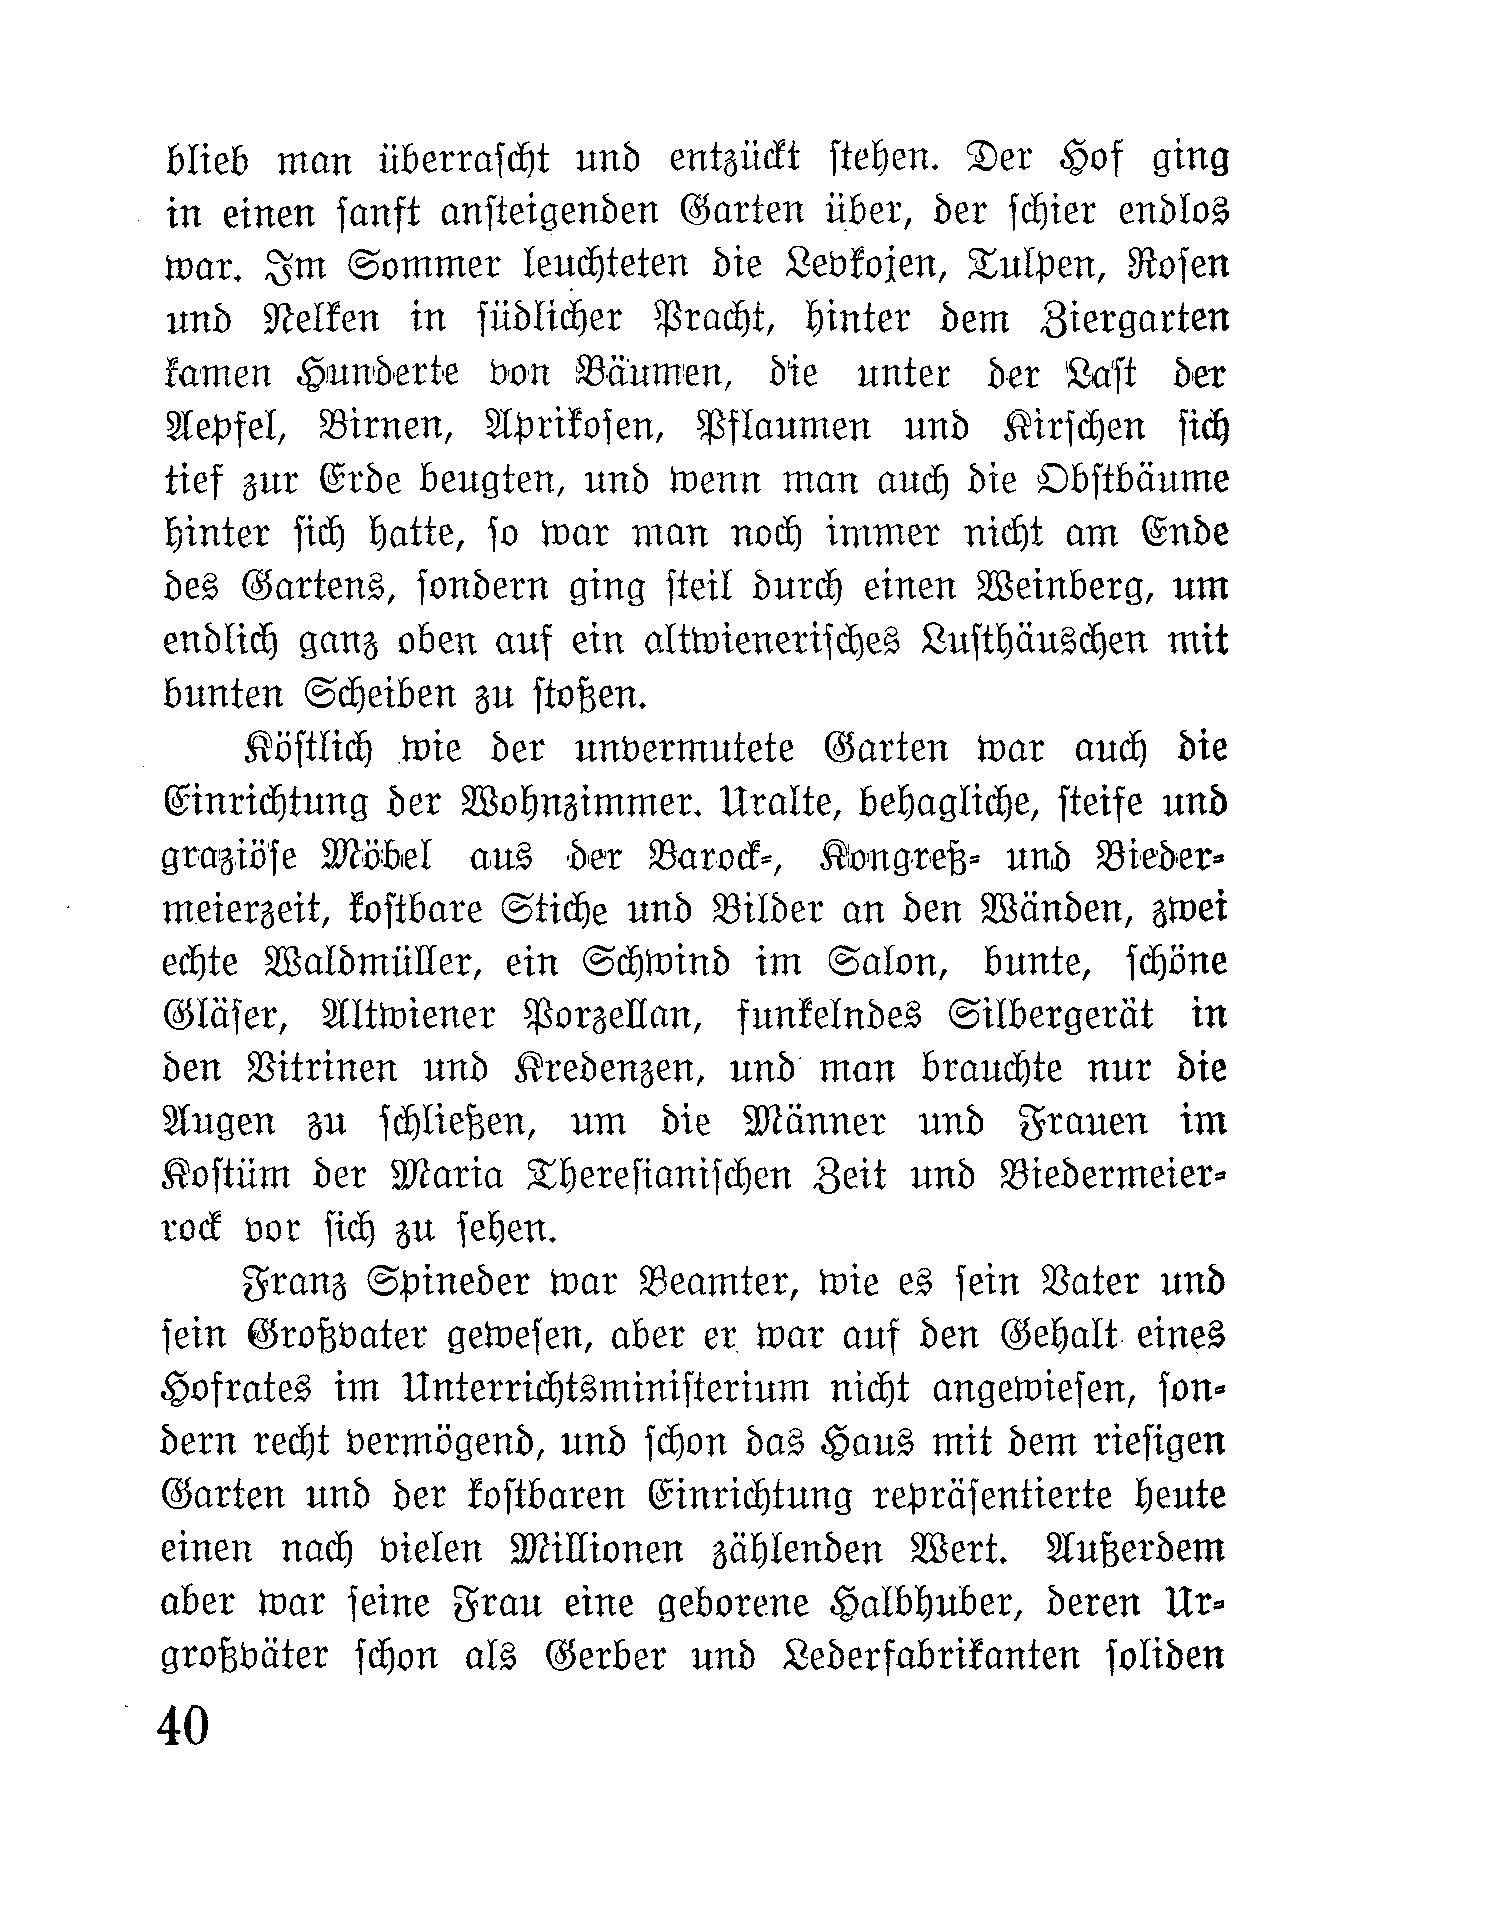 blieb man überraſcht und entzückt ſtehen. Der Hof ging
in einen ſanft anſteigenden Garten über, der ſchier endlos
war. Im Sommer leuchteten die Levkojen, Tulpen, Roſen
und Nelken in ſüdlicher Pracht, hinter dem Ziergarten
kamen Hunderte von Bäumen, die unter der Laſt der
Aepfel, Birnen, Aprikoſen, Pflaumen und Kirſchen ſich
tief zur Erde beugten, und wenn man auch die Obſtbäume
hinter ſich hatte, ſo war man noch immer nicht am Ende
des Gartens, ſondern ging ſteil durch einen Weinberg, um
endlich ganz oben auf ein altwieneriſches Luſthäuschen mit
bunten Scheiben zu ſtoßen.
Köſtlich wie der unvermutete Garten war auch die
Einrichtung der Wohnzimmer. Uralte, behagliche, ſteife und
graziöſe Möbel aus der Barock-, Kongreß- und Bieder-
meierzeit, koſtbare Stiche und Bilder an den Wänden, zwei
echte Waldmüller, ein Schwind im Salon, bunte, ſchöne
Gläſer, Altwiener Porzellan, funkelndes Silbergerät in
den Vitrinen und Kredenzen, und man brauchte nur die
Augen zu ſchließen, um die Männer und Frauen im
Koſtüm der Maria Thereſianiſchen Zeit und Biedermeier-
rock vor ſich zu ſehen.
Franz Spineder war Beamter, wie es ſein Vater und
ſein Großvater geweſen, aber er war auf den Gehalt eines
Hofrates im Unterrichtsminiſterium nicht angewieſen, ſon-
dern recht vermögend, und ſchon das Haus mit dem rieſigen
Garten und der koſtbaren Einrichtung repräſentierte heute
einen nach vielen Millionen zählenden Wert. Außerdem
aber war ſeine Frau eine geborene Halbhuber, deren Ur-
großväter ſchon als Gerber und Lederfabrikanten ſoliden
40